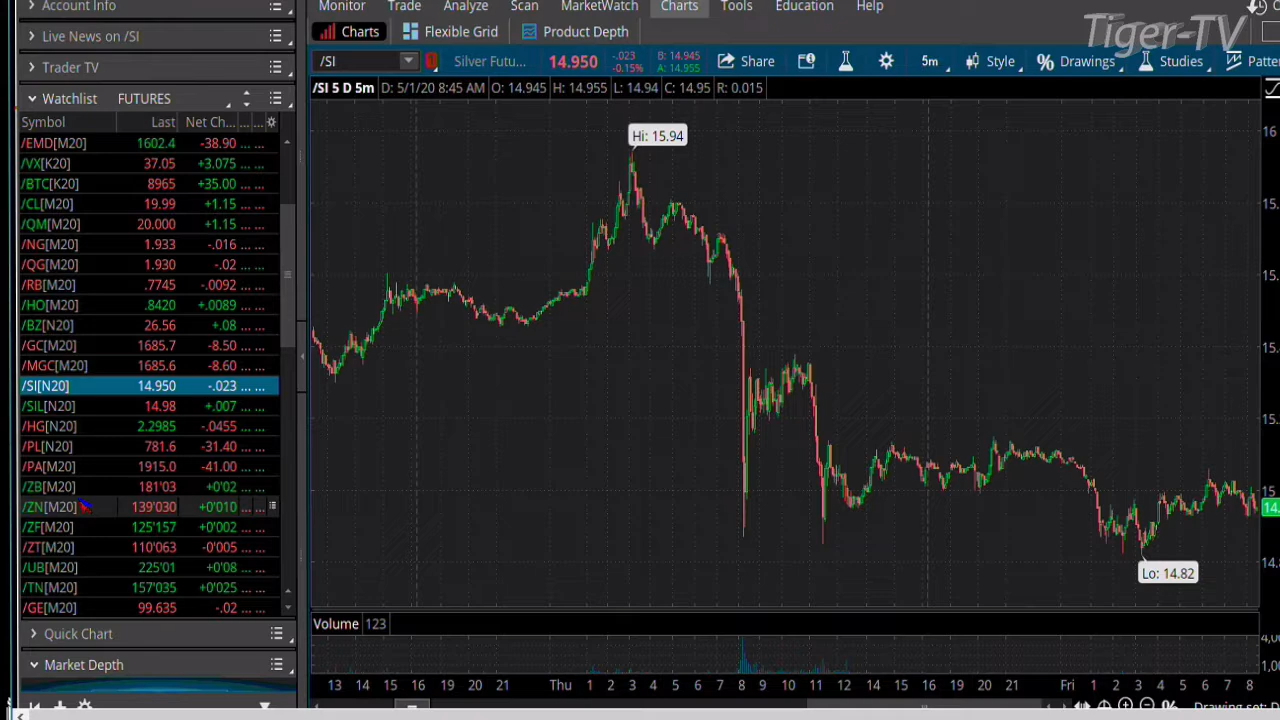 Account Info
Live News on /SI
Trader TV
Watchlist FUTURES
Symbol Last Net Ch... ... ...
/EMD[M20] 1602.4 -38.90 ... ...
/VX[K20] 37.05 +3.075 ... ...
/BTC[K20] 8965 +35.00 ... ...
/CL[M20] 19.99 +1.15 ... ...
/QM[M20] 20.000 +1.15 ... ...
/NG[M20] 1.933 -.016 ... ...
/QG[M20] 1.930 -.02 ... ...
/RB[M20] .7745 -.0092 ... ...
/HO[M20] .8420 +.0089 ... ...
/BZ[N20] 26.56 +.08 ... ...
/GC[M20] 1685.7 -8.50 ... ...
/MGC[M20] 1685.6 -8.60 ... ...
/SI[N20] 14.950 -.023 ... ...
/SIL[N20] 14.98 +.007 ... ...
/HG[N20] 2.2985 -.0455 ... ...
/PL[N20] 781.6 -31.40 ... ...
/PA[M20] 1915.0 -41.00 ... ...
/ZB[M20] 181'03 +0'02 ... ...
/ZN[M20] 139'030 +0'010 ... ...
/ZF[M20] 125'157 +0'002 ... ...
/ZT[M20] 110'063 -0'005 ... ...
/UB[M20] 225'01 +0'08 ... ...
/TN[M20] 157'035 +0'025 ... ...
/GE[M20] 99.635 -.02 ... ...
Quick Chart
Market Depth
Monitor Trade Analyze Scan MarketWatch Charts Tools Education Help
Tiger-TV
Charts Flexible Grid Product Depth
/SI Silver Futu... 14.950 -.023 -0.15% B: 14.945 A: 14.955 Share 5m Style % Drawings Studies
/SI 5 D 5m D: 5/1/20 8:45 AM O: 14.945 H: 14.955 L: 14.94 C: 14.95 R: 0.015
Hi: 15.94
16
15
Lo: 14.82
Volume 123
13 14 15 16 19 20 21 Thu 1 2 3 4 5 6 7 8 9 10 11 12 13 14 15 16 19 20 21 Fri 1 2 3 4 5 6 7 8
Drawing set: